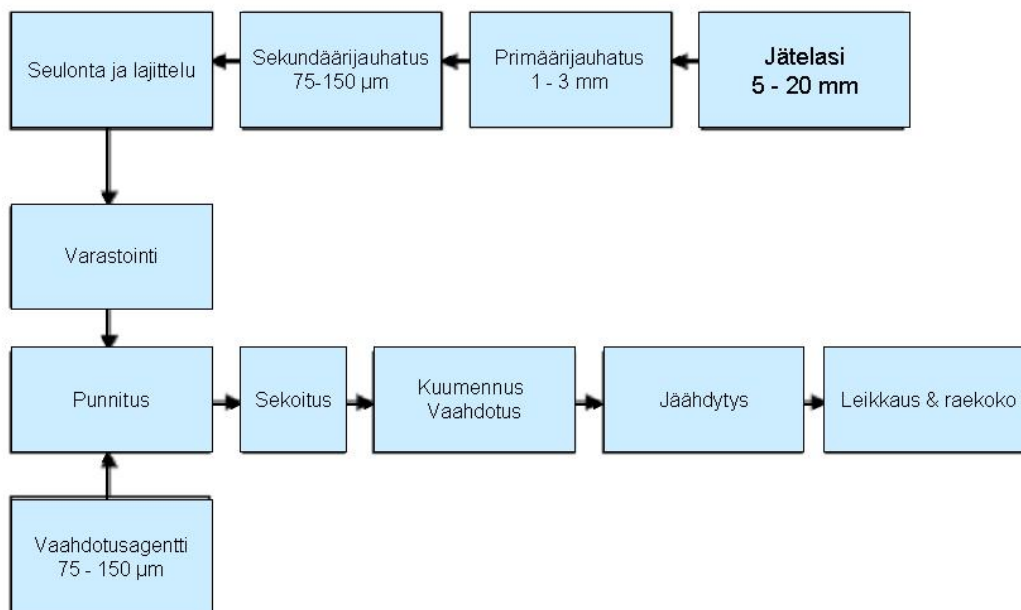 Seulonta ja lajittelu
Sekundäärijauhatus
75-150 µm
Primäärijauhatus
1 - 3 mm
Jätelasi
5 - 20 mm
Varastointi
Punnitus
Sekoitus
Kuumennus
Vaahdotus
Jäähdytys
Leikkaus & raekoko
Vaahdotusagentti
75 - 150 µm